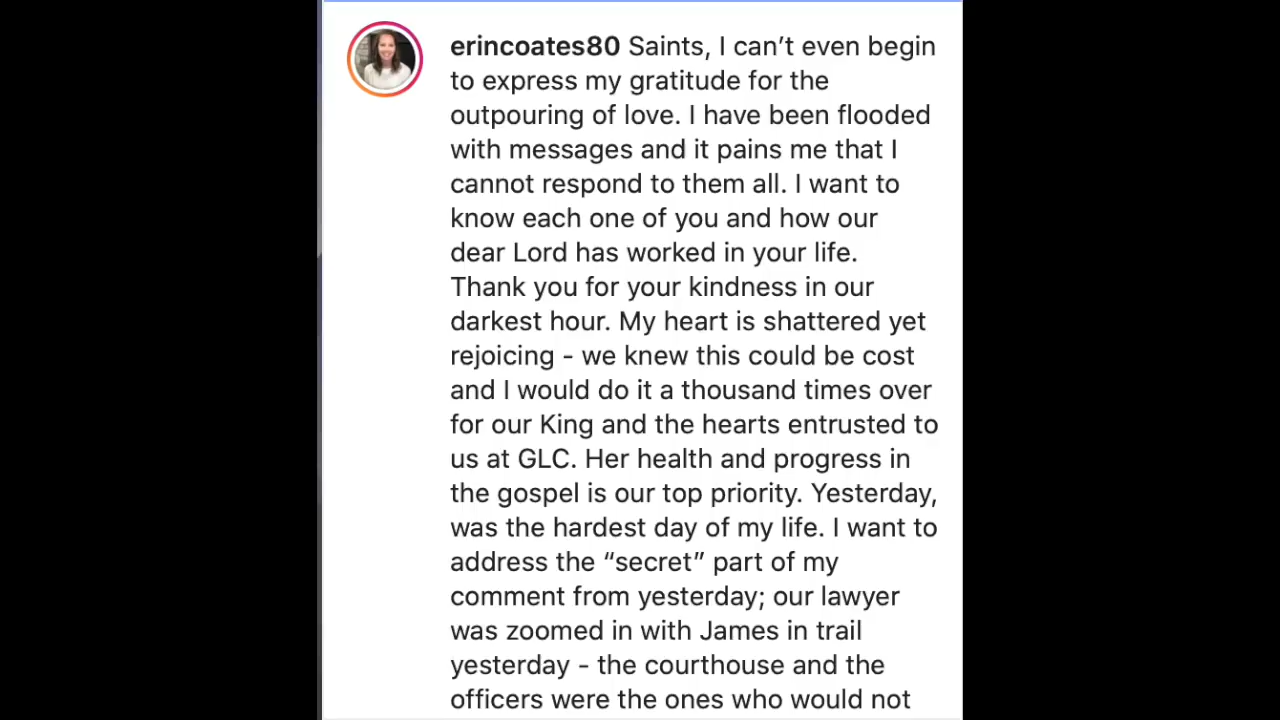 erincoates80 Saints, I can’t even begin
to express my gratitude for the
outpouring of love. I have been flooded
with messages and it pains me that I
cannot respond to them all. I want to
know each one of you and how our
dear Lord has worked in your life.
Thank you for your kindness in our
darkest hour. My heart is shattered yet
rejoicing - we knew this could be cost
and I would do it a thousand times over
for our King and the hearts entrusted to
us at GLC. Her health and progress in
the gospel is our top priority. Yesterday,
was the hardest day of my life. I want to
address the “secret” part of my
comment from yesterday; our lawyer
was zoomed in with James in trail
yesterday - the courthouse and the
officers were the ones who would not